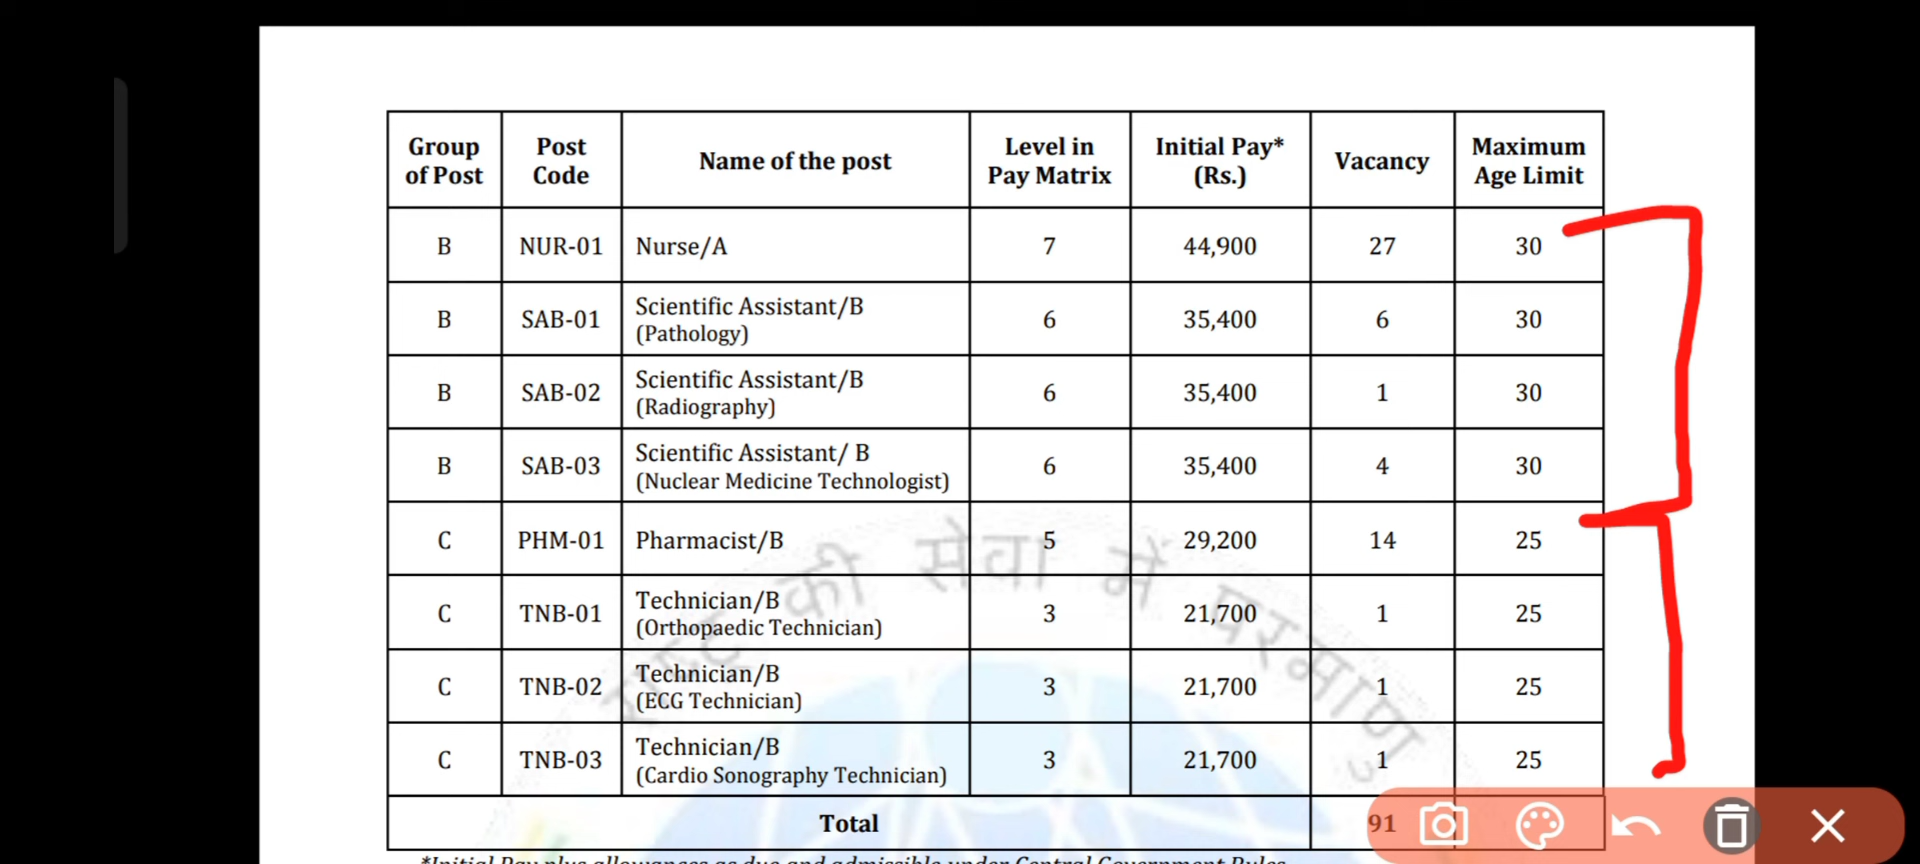 Group of Post | Post Code | Name of the post | Level in Pay Matrix | Initial Pay* (Rs.) | Vacancy | Maximum Age Limit
B | NUR-01 | Nurse/A | 7 | 44,900 | 27 | 30
B | SAB-01 | Scientific Assistant/B (Pathology) | 6 | 35,400 | 6 | 30
B | SAB-02 | Scientific Assistant/B (Radiography) | 6 | 35,400 | 1 | 30
B | SAB-03 | Scientific Assistant/ B (Nuclear Medicine Technologist) | 6 | 35,400 | 4 | 30
C | PHM-01 | Pharmacist/B | 5 | 29,200 | 14 | 25
C | TNB-01 | Technician/B (Orthopaedic Technician) | 3 | 21,700 | 1 | 25
C | TNB-02 | Technician/B (ECG Technician) | 3 | 21,700 | 1 | 25
C | TNB-03 | Technician/B (Cardio Sonography Technician) | 3 | 21,700 | 1 | 25
Total | 91
*Initial Pay plus allowances as due and admissible under Central Government Rules
की सेवा में परमाणु